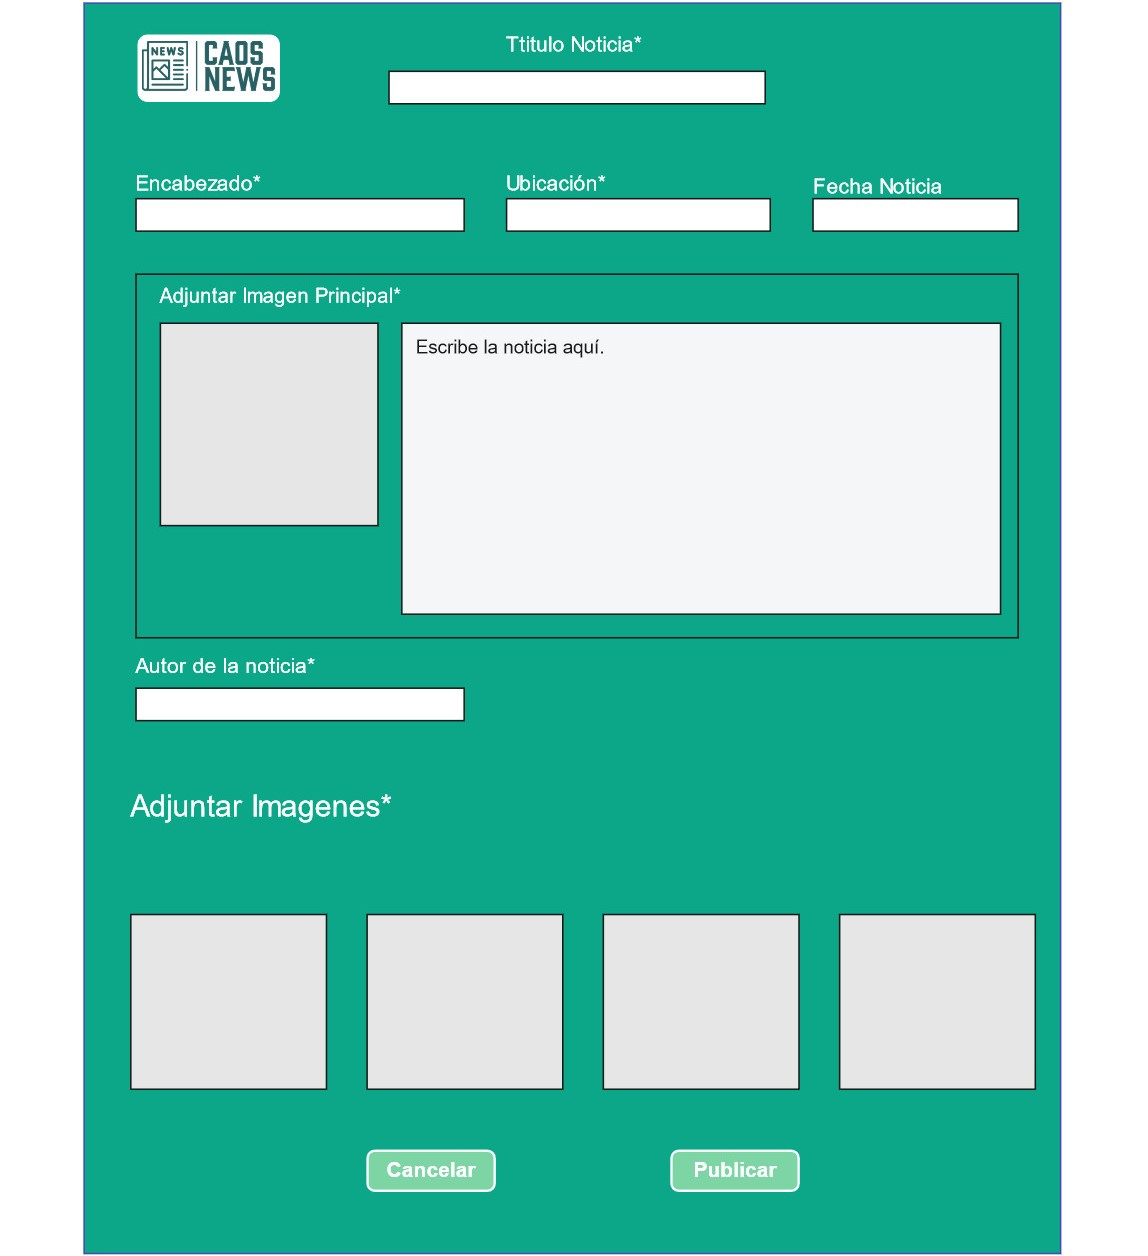 NEWS
CAOS
NEWS
Ttitulo Noticia*
Encabezado*
Ubicación*
Fecha Noticia
Adjuntar Imagen Principal*
Escribe la noticia aquí.
Autor de la noticia*
Adjuntar Imagenes*
Cancelar
Publicar